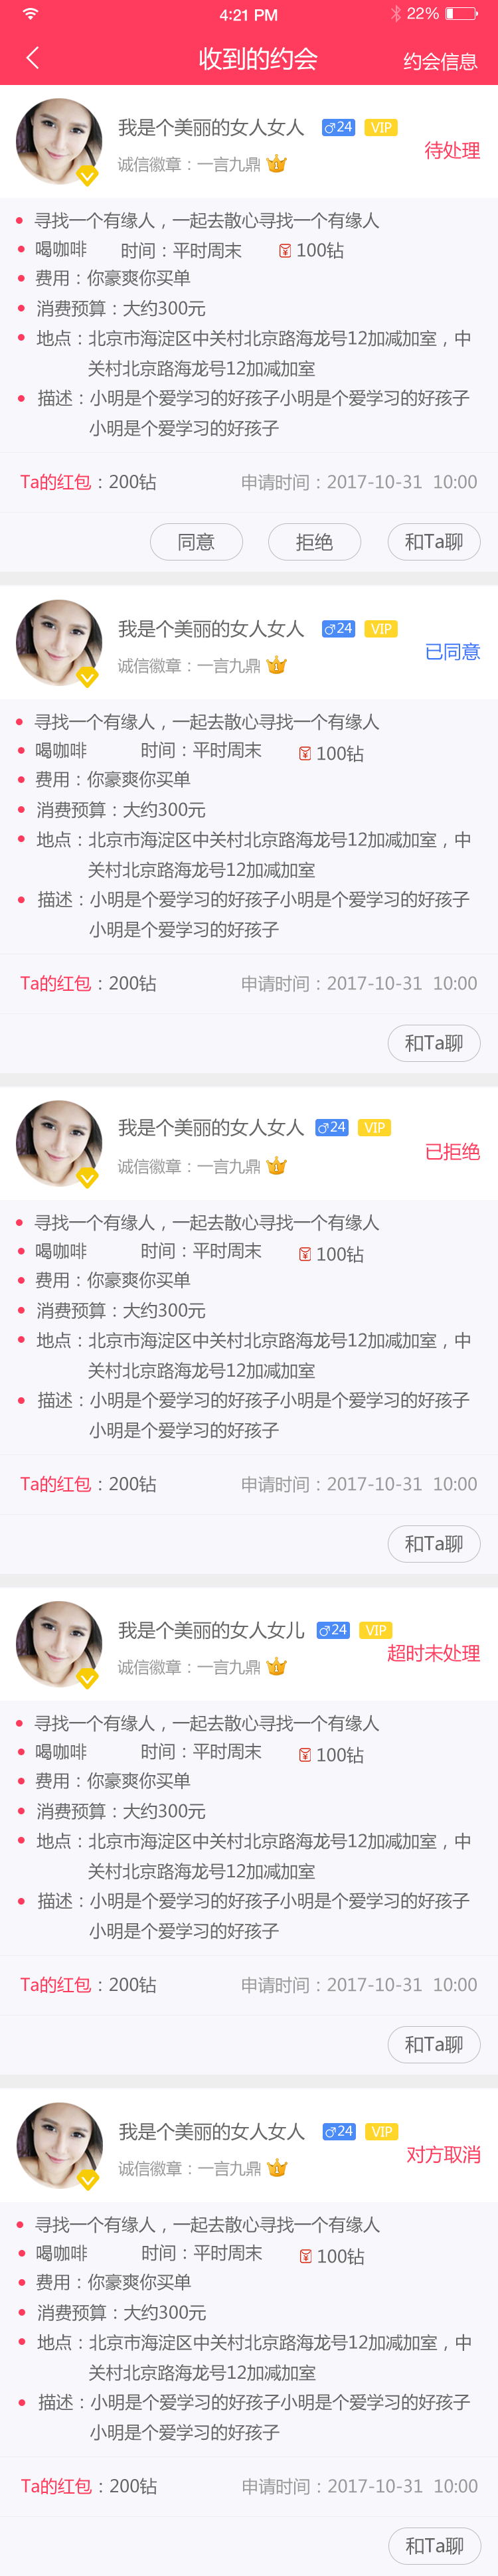 4:21 PM 22%
收到的约会 约会信息
我是个美丽的女人女人 ♂24 VIP
待处理
诚信徽章：一言九鼎
寻找一个有缘人，一起去散心寻找一个有缘人
喝咖啡 时间：平时周末 100钻
费用：你豪爽你买单
消费预算：大约300元
地点：北京市海淀区中关村北京路海龙号12加减加室，中
关村北京路海龙号12加减加室
描述：小明是个爱学习的好孩子小明是个爱学习的好孩子
小明是个爱学习的好孩子
Ta的红包：200钻 申请时间：2017-10-31 10:00
同意 拒绝 和Ta聊
我是个美丽的女人女人 ♂24 VIP
已同意
诚信徽章：一言九鼎
寻找一个有缘人，一起去散心寻找一个有缘人
喝咖啡 时间：平时周末 100钻
费用：你豪爽你买单
消费预算：大约300元
地点：北京市海淀区中关村北京路海龙号12加减加室，中
关村北京路海龙号12加减加室
描述：小明是个爱学习的好孩子小明是个爱学习的好孩子
小明是个爱学习的好孩子
Ta的红包：200钻 申请时间：2017-10-31 10:00
和Ta聊
我是个美丽的女人女人 ♂24 VIP
已拒绝
诚信徽章：一言九鼎
寻找一个有缘人，一起去散心寻找一个有缘人
喝咖啡 时间：平时周末 100钻
费用：你豪爽你买单
消费预算：大约300元
地点：北京市海淀区中关村北京路海龙号12加减加室，中
关村北京路海龙号12加减加室
描述：小明是个爱学习的好孩子小明是个爱学习的好孩子
小明是个爱学习的好孩子
Ta的红包：200钻 申请时间：2017-10-31 10:00
和Ta聊
我是个美丽的女人女儿 ♂24 VIP
超时未处理
诚信徽章：一言九鼎
寻找一个有缘人，一起去散心寻找一个有缘人
喝咖啡 时间：平时周末 100钻
费用：你豪爽你买单
消费预算：大约300元
地点：北京市海淀区中关村北京路海龙号12加减加室，中
关村北京路海龙号12加减加室
描述：小明是个爱学习的好孩子小明是个爱学习的好孩子
小明是个爱学习的好孩子
Ta的红包：200钻 申请时间：2017-10-31 10:00
和Ta聊
我是个美丽的女人女人 ♂24 VIP
对方取消
诚信徽章：一言九鼎
寻找一个有缘人，一起去散心寻找一个有缘人
喝咖啡 时间：平时周末 100钻
费用：你豪爽你买单
消费预算：大约300元
地点：北京市海淀区中关村北京路海龙号12加减加室，中
关村北京路海龙号12加减加室
描述：小明是个爱学习的好孩子小明是个爱学习的好孩子
小明是个爱学习的好孩子
Ta的红包：200钻 申请时间：2017-10-31 10:00
和Ta聊